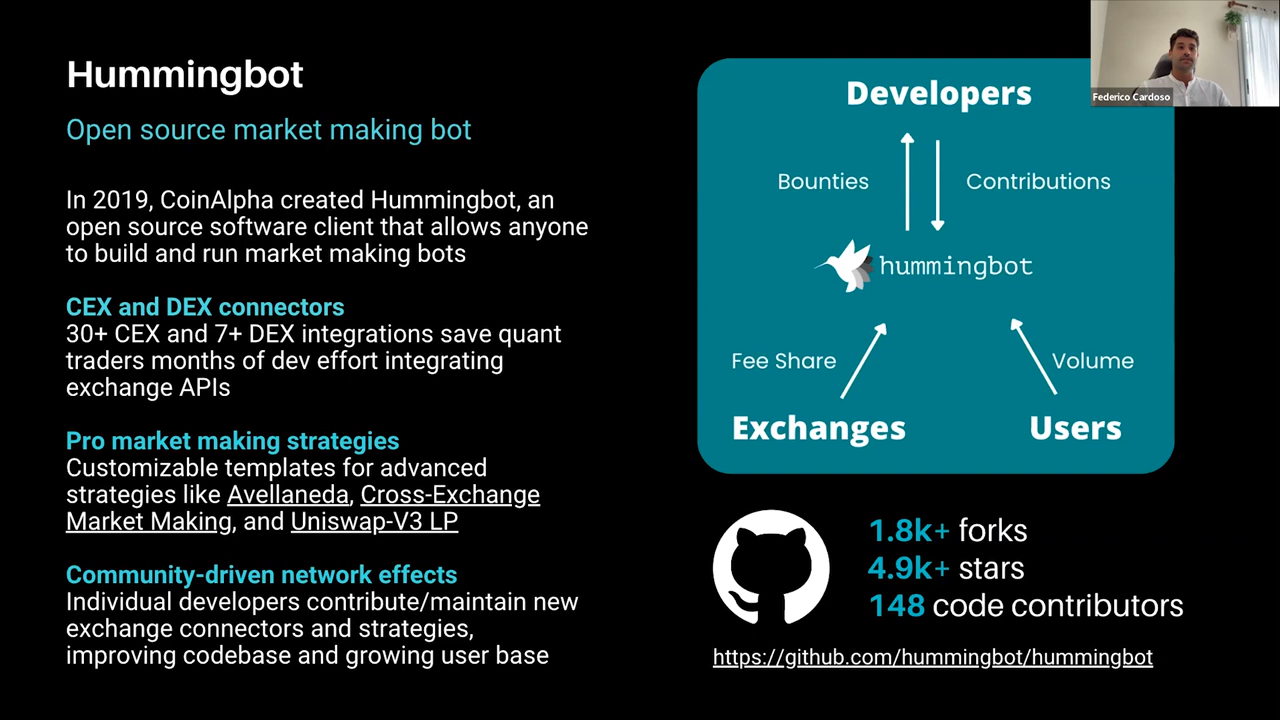 Hummingbot
Open source market making bot
In 2019, CoinAlpha created Hummingbot, an
open source software client that allows anyone
to build and run market making bots
CEX and DEX connectors
30+ CEX and 7+ DEX integrations save quant
traders months of dev effort integrating
exchange APIs
Pro market making strategies
Customizable templates for advanced
strategies like Avellaneda, Cross-Exchange
Market Making, and Uniswap-V3 LP
Community-driven network effects
Individual developers contribute/maintain new
exchange connectors and strategies,
improving codebase and growing user base
Developers
Bounties
Contributions
hummingbot
Fee Share
Volume
Exchanges
Users
1.8k+ forks
4.9k+ stars
148 code contributors
https://github.com/hummingbot/hummingbot
Federico Cardoso